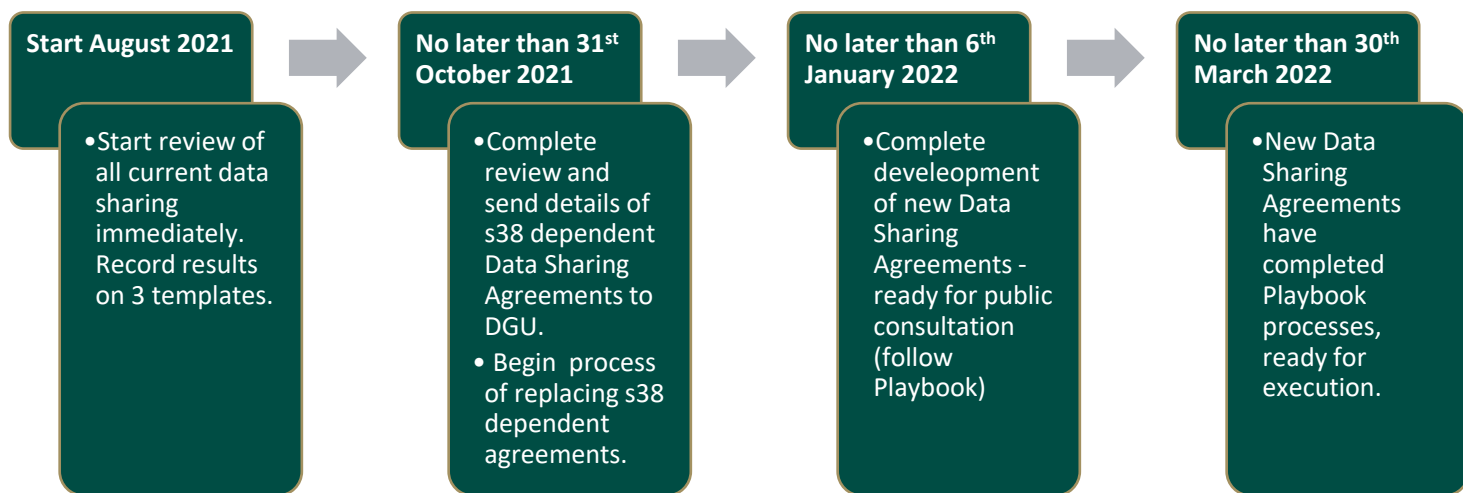 Start August 2021
•Start review of
all current data
sharing
immediately.
Record results
on 3 templates.
No later than 31st
October 2021
•Complete
review and
send details of
s38 dependent
Data Sharing
Agreements to
DGU.
• Begin process
of replacing s38
dependent
agreements.
No later than 6th
January 2022
•Complete
develeopment
of new Data
Sharing
Agreements -
ready for public
consultation
(follow
Playbook)
No later than 30th
March 2022
•New Data
Sharing
Agreements
have
completed
Playbook
processes,
ready for
execution.